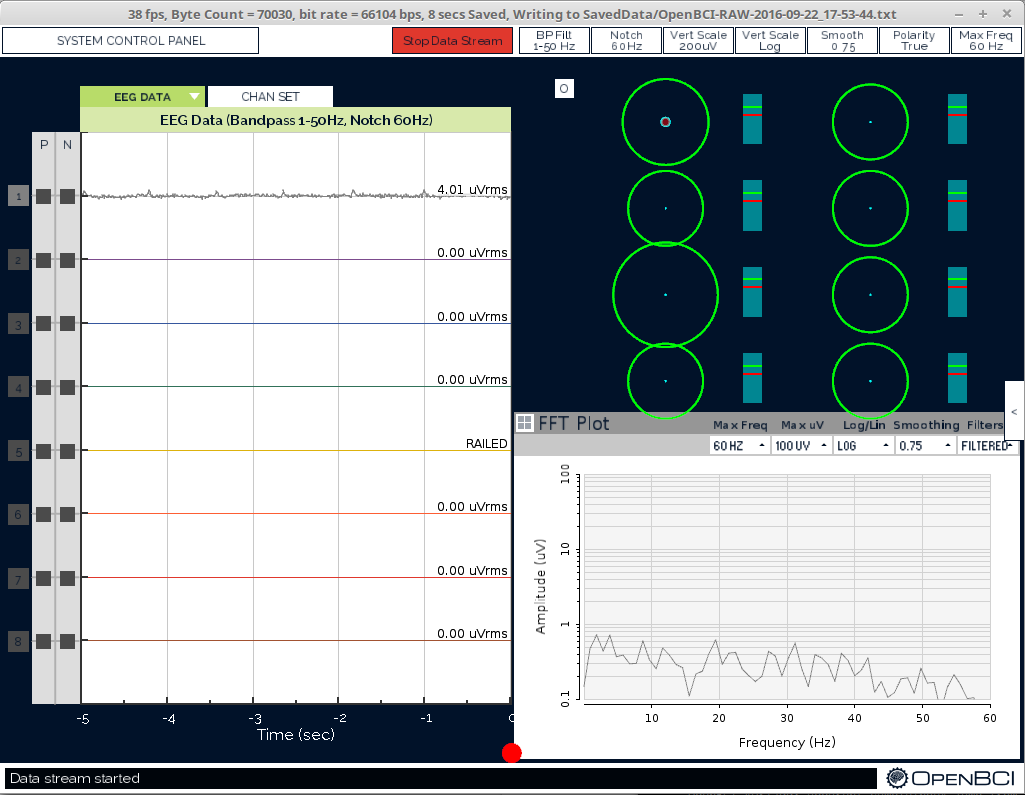 38 fps, Byte Count = 70030, bit rate = 66104 bps, 8 secs Saved, Writing to SavedData/OpenBCI-RAW-2016-09-22_17-53-44.txt
SYSTEM CONTROL PANEL
Stop Data Stream
BP Filt
1-50 Hz
Notch
60Hz
Vert Scale
200uV
Vert Scale
Log
Smooth
0.75
Polarity
True
Max Freq
60 Hz
EEG DATA
CHAN SET
EEG Data (Bandpass 1-50Hz, Notch 60Hz)
P N
1
4.01 uVrms
2
0.00 uVrms
3
0.00 uVrms
4
0.00 uVrms
5
RAILED
6
0.00 uVrms
7
0.00 uVrms
8
0.00 uVrms
-5 -4 -3 -2 -1 0
Time (sec)
O
<
FFT Plot
Max Freq Max uV Log/Lin Smoothing Filters
60 HZ 100 UV LOG 0.75 FILTERED
100
10
1
0.1
Amplitude (uV)
10 20 30 40 50 60
Frequency (Hz)
Data stream started
OPENBCI